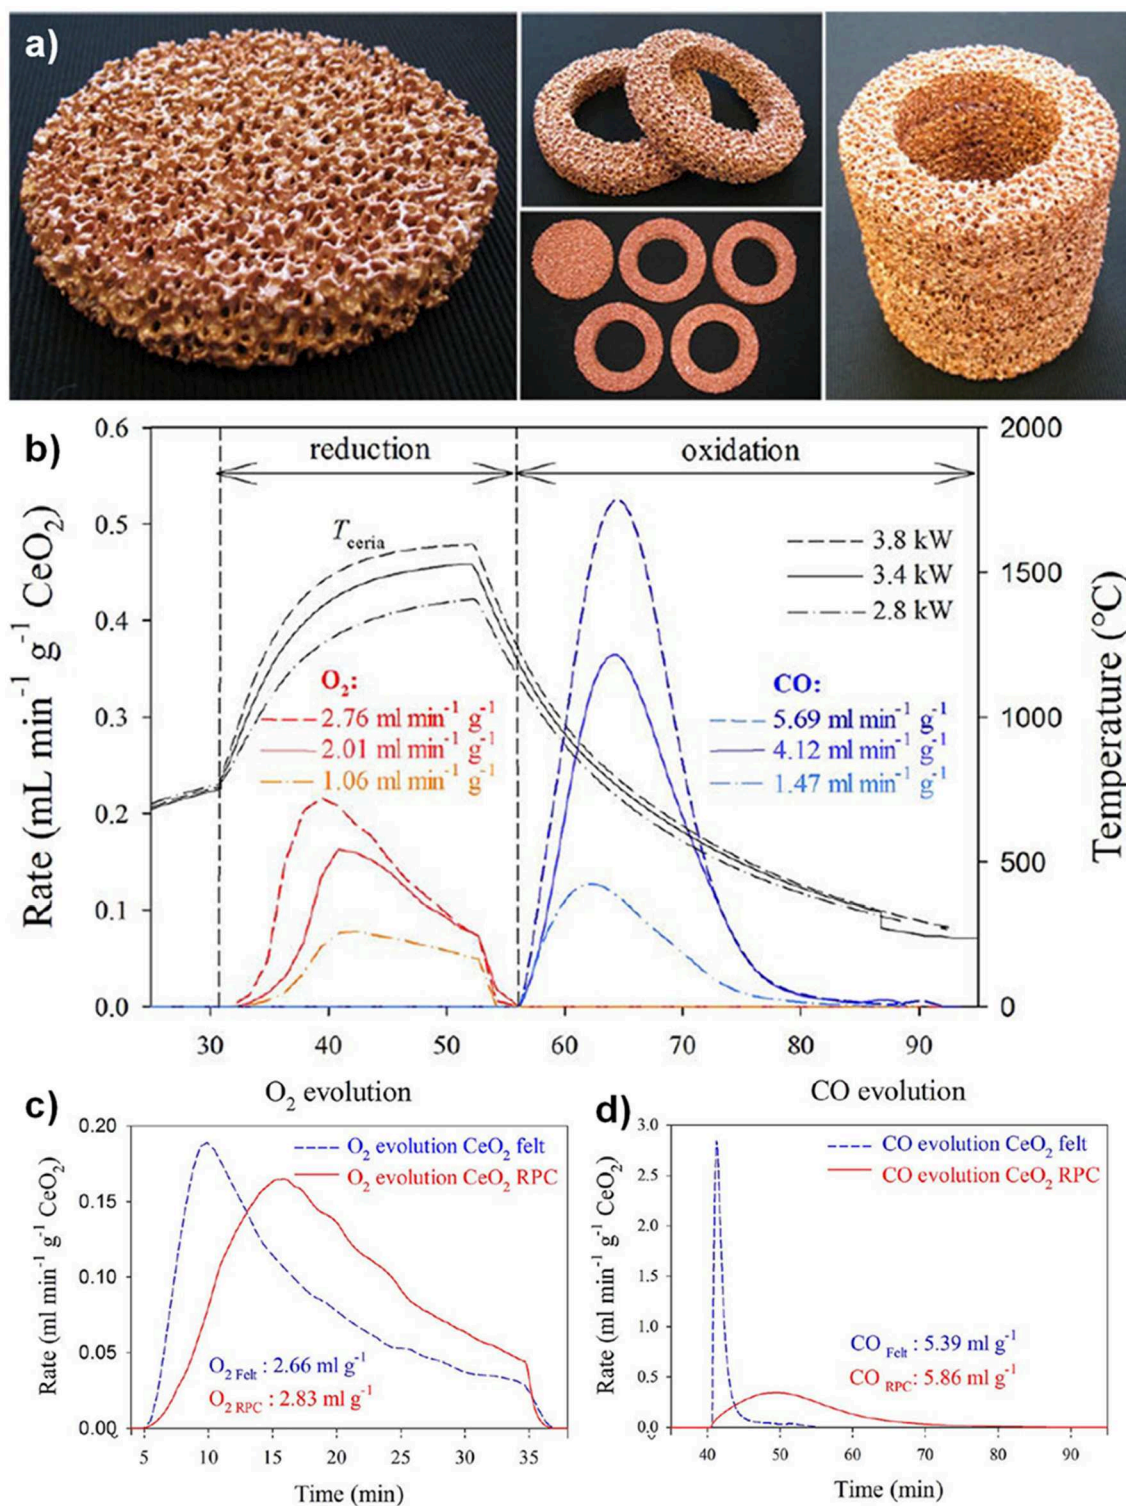 a)
b)
0.6
0.5
0.4
0.3
0.2
0.1
0.0
Rate (mL min⁻¹ g⁻¹ CeO₂)
reduction
oxidation
T ceria
3.8 kW
3.4 kW
2.8 kW
O₂:
2.76 ml min⁻¹ g⁻¹
2.01 ml min⁻¹ g⁻¹
1.06 ml min⁻¹ g⁻¹
CO:
5.69 ml min⁻¹ g⁻¹
4.12 ml min⁻¹ g⁻¹
1.47 ml min⁻¹ g⁻¹
2000
1500
1000
500
0
Temperature (°C)
30 40 50 60 70 80 90
c)
O₂ evolution
0.20
0.15
0.10
0.05
0.00
Rate (ml min⁻¹ g⁻¹ CeO₂)
O₂ evolution CeO₂ felt
O₂ evolution CeO₂ RPC
O₂ Felt : 2.66 ml g⁻¹
O₂ RPC : 2.83 ml g⁻¹
5 10 15 20 25 30 35
Time (min)
d)
CO evolution
3.0
2.5
2.0
1.5
1.0
0.5
0.0
Rate (ml min⁻¹ g⁻¹ CeO₂)
CO evolution CeO₂ felt
CO evolution CeO₂ RPC
CO Felt : 5.39 ml g⁻¹
CO RPC : 5.86 ml g⁻¹
40 50 60 70 80 90
Time (min)